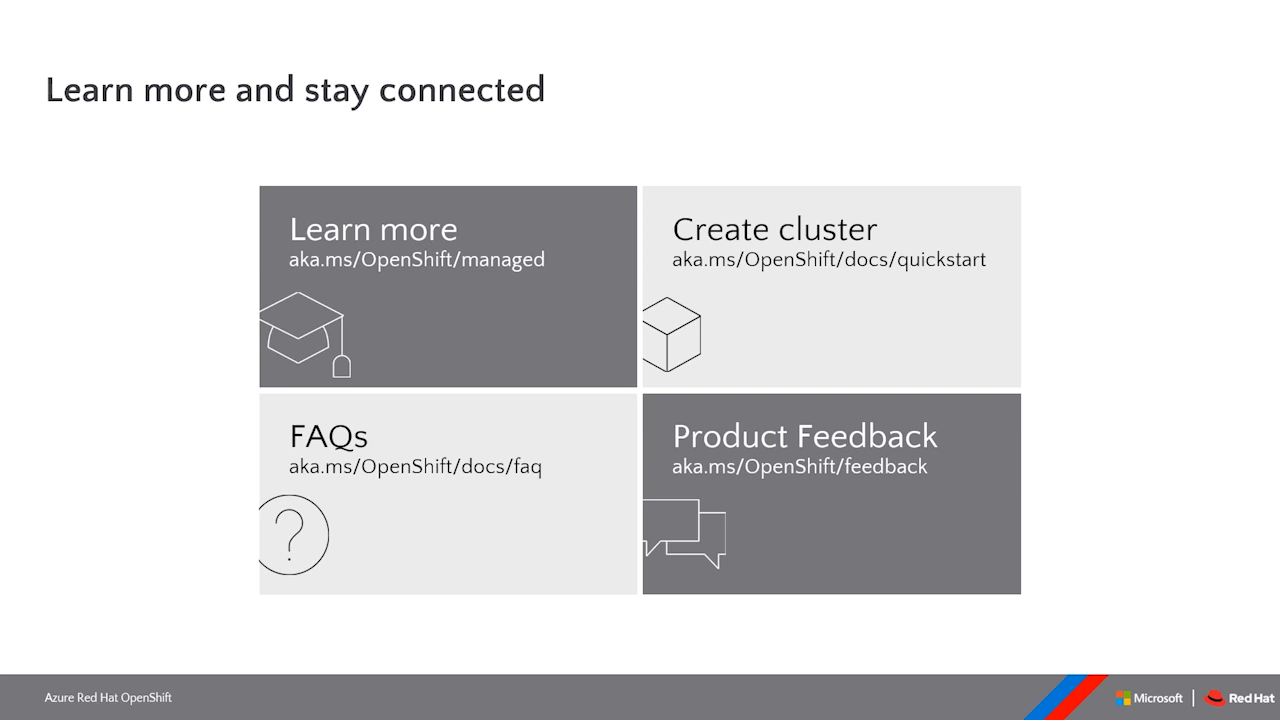 Learn more and stay connected
Learn more
aka.ms/OpenShift/managed
Create cluster
aka.ms/OpenShift/docs/quickstart
FAQs
aka.ms/OpenShift/docs/faq
?
Product Feedback
aka.ms/OpenShift/feedback
Azure Red Hat OpenShift
Microsoft | Red Hat